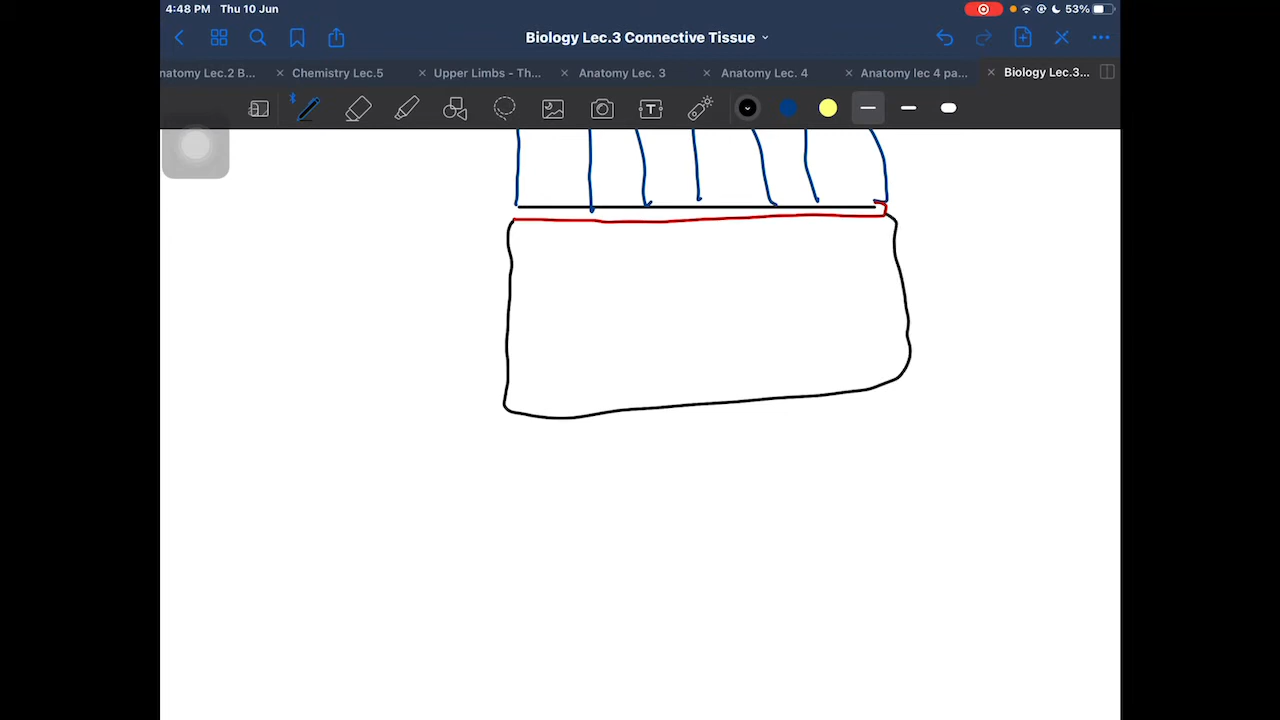 4:48 PM Thu 10 Jun 53%
Biology Lec.3 Connective Tissue
natomy Lec.2 B... Chemistry Lec.5 Upper Limbs - Th... Anatomy Lec. 3 Anatomy Lec. 4 Anatomy lec 4 pa... Biology Lec.3...
T